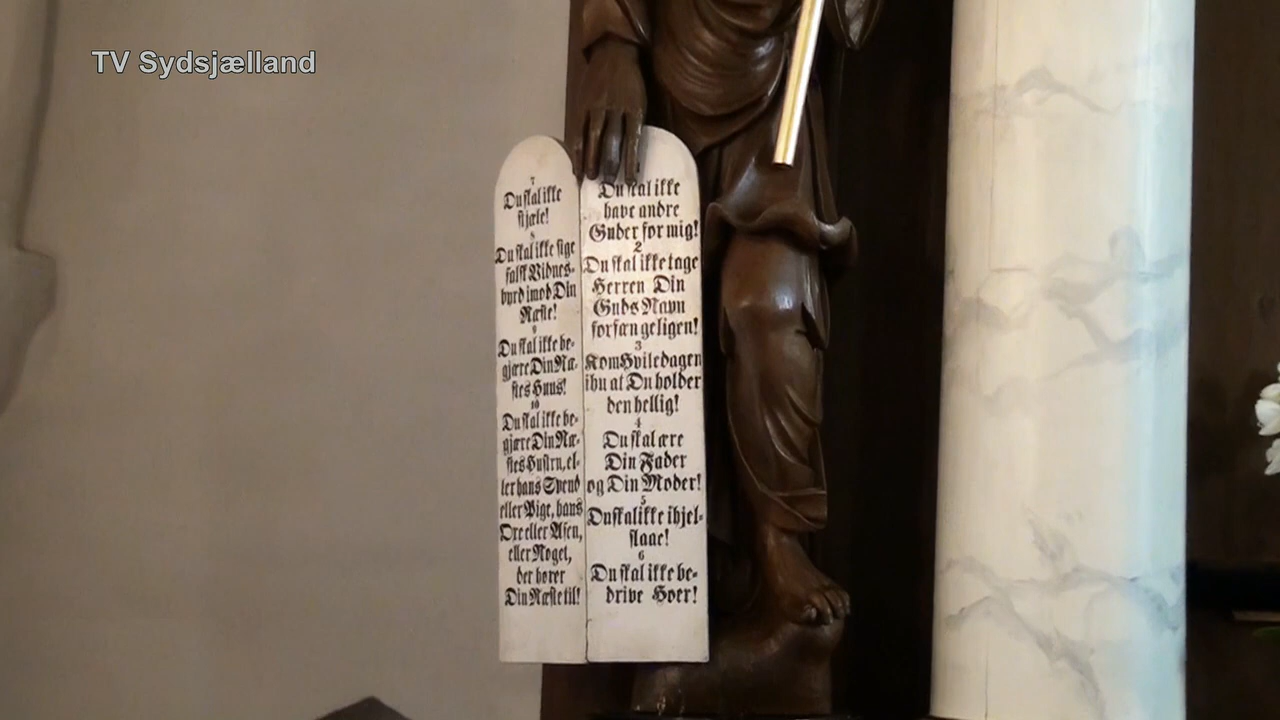 TV Sydsjælland
7
Du skal ikke
stjæle!
8
Du skal ikke sige
falsk Vidnes-
byrd imod Din
Næste!
9
Du skal ikke be-
gjære Din Næ-
stes Huus!
10
Du skal ikke be-
gjære Din Næ-
stes Hustru, el-
ler hans Svend
eller Pige, hans
Oxe eller Asen,
eller Noget,
der hører
Din Næste til!
Du skal ikke
have andre
Guder for mig!
2
Du skal ikke tage
Herren Din
Guds Navn
forfængeligen!
3
Kom Hviledagen
ihu at Du holder
den hellig!
4
Du skal ære
Din Fader
og Din Moder!
5
Du skal ikke ihjel-
slaae!
6
Du skal ikke be-
drive Hoer!